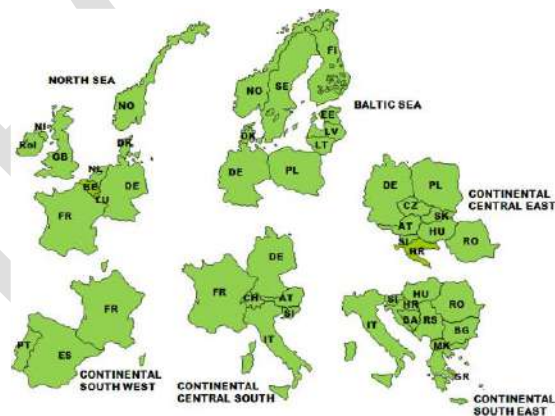 NORTH SEA
NO
NI
RoI
GB
DK
NL
BE
LU
DE
FR
BALTIC SEA
FI
NO
SE
EE
LV
LT
DK
DE
PL
CONTINENTAL
CENTRAL EAST
DE
PL
CZ
SK
AT
HU
SI
HR
RO
FR
PT
ES
CONTINENTAL
SOUTH WEST
DE
FR
CH
AT
SI
IT
CONTINENTAL
CENTRAL SOUTH
HU
SI
HR
RO
IT
BA
RS
BG
MK
GR
CONTINENTAL
SOUTH EAST